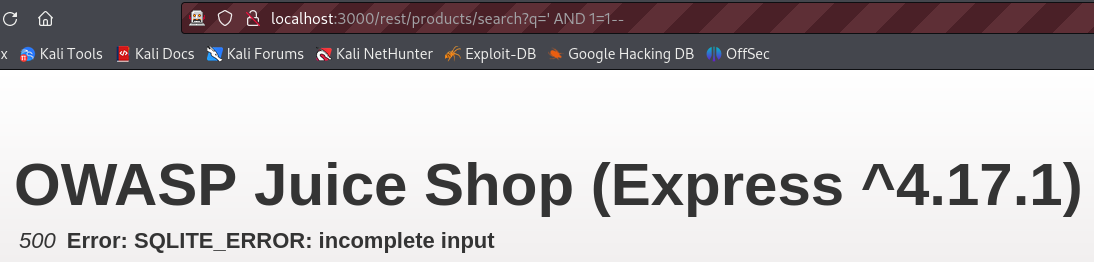 localhost:3000/rest/products/search?q=' AND 1=1--
x Kali Tools Kali Docs Kali Forums Kali NetHunter Exploit-DB Google Hacking DB OffSec
OWASP Juice Shop (Express ^4.17.1)
500 Error: SQLITE_ERROR: incomplete input